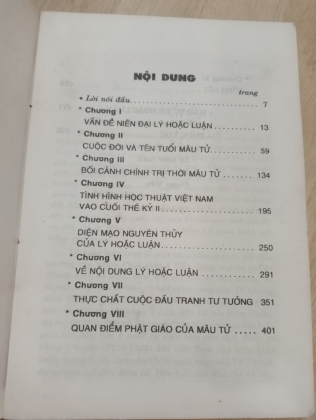 NỘI DUNG
trang
* Lời nói đầu........................ 7
* Chương I
VẤN ĐỀ NIÊN ĐẠI LÝ HOẶC LUẬN ........ 13
* Chương II
CUỘC ĐỜI VÀ TÊN TUỔI MÂU TỬ ......... 59
* Chương III
BỐI CẢNH CHÍNH TRỊ THỜI MÂU TỬ ..... 134
* Chương IV
TÌNH HÌNH HỌC THUẬT VIỆT NAM
VÀO CUỐI THẾ KỶ II ................. 195
* Chương V
DIỆN MẠO NGUYÊN THỦY
CỦA LÝ HOẶC LUẬN ................... 250
* Chương VI
VỀ NỘI DUNG LÝ HOẶC LUẬN ........... 291
* Chương VII
THỰC CHẤT CUỘC ĐẤU TRANH TƯ TƯỞNG 351
* Chương VIII
QUAN ĐIỂM PHẬT GIÁO CỦA MÂU TỬ ..... 401